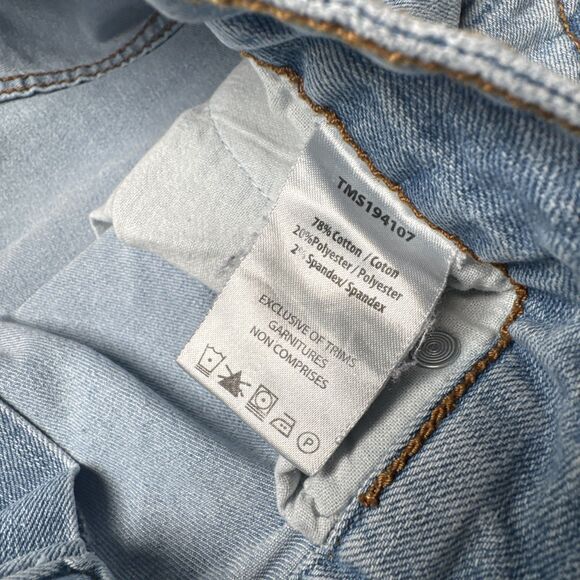 TMS194107
78% Cotton / Coton
20%Polyester / Polyester
2% Spandex/ Spandex
EXCLUSIVE OF TRIMS
GARNITURES
NON COMPRISES
P